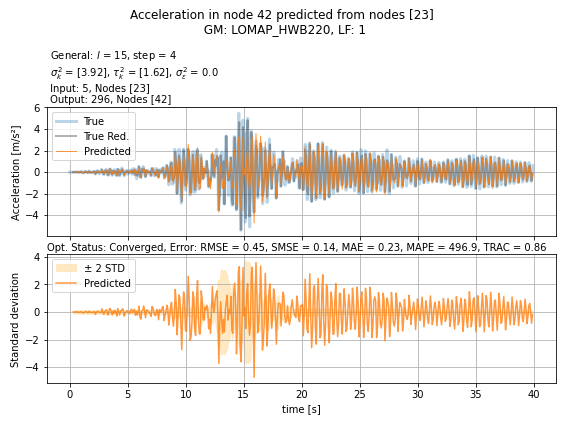 Acceleration in node 42 predicted from nodes [23]
GM: LOMAP_HWB220, LF: 1
General: l = 15, step = 4
σ²ₖ = [3.92], τ²ₖ = [1.62], σ²ε = 0.0
Input: 5, Nodes [23]
Output: 296, Nodes [42]
6
4
2
0
−2
−4
Acceleration [m/s²]
True
True Red.
Predicted
Opt. Status: Converged, Error: RMSE = 0.45, SMSE = 0.14, MAE = 0.23, MAPE = 496.9, TRAC = 0.86
4
2
0
−2
−4
Standard deviation
± 2 STD
Predicted
0 5 10 15 20 25 30 35 40
time [s]